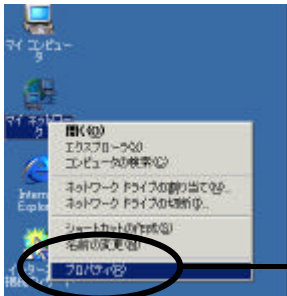 マイ コンピュー
タ
マイ ネットワー
ク
開く(O)
エクスプローラ(X)
コンピュータの検索(C)...
ネットワーク ドライブの割り当て(N)...
ネットワーク ドライブの切断(I)...
ショートカットの作成(S)
名前の変更(M)
プロパティ(R)
Intern
Explor